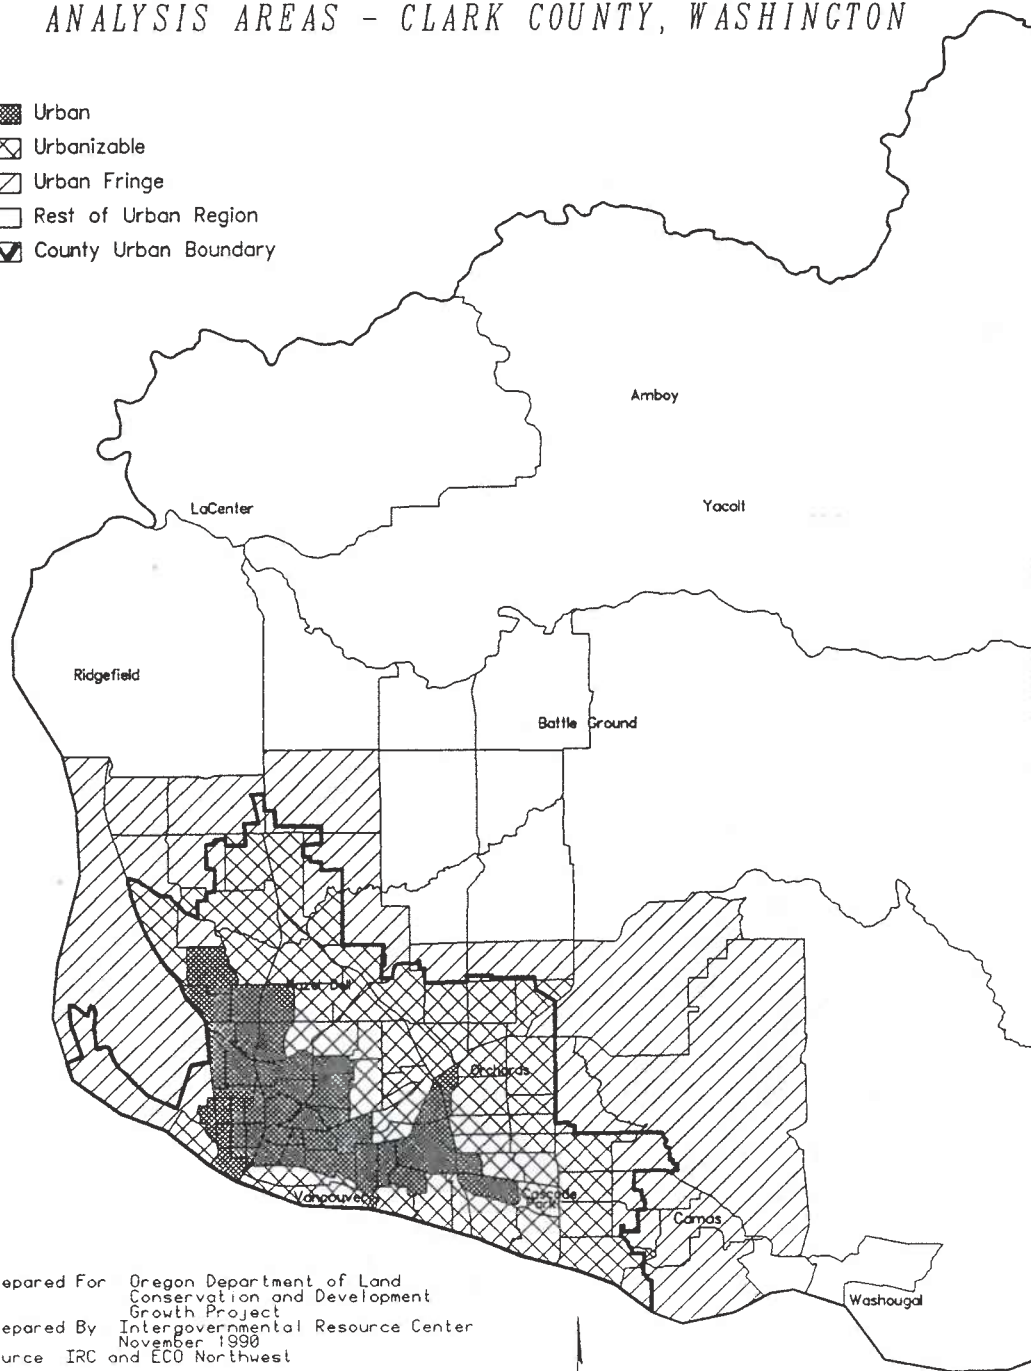 ANALYSIS AREAS - CLARK COUNTY, WASHINGTON
Urban
Urbanizable
Urban Fringe
Rest of Urban Region
County Urban Boundary
Amboy
LaCenter
Yacolt
Ridgefield
Battle Ground
Hazel Dell
Orchards
Vancouver
Cascade
Park
Camas
Washougal
epared For Oregon Department of Land
Conservation and Development
Growth Project
epared By Intergovernmental Resource Center
November 1990
urce IRC and ECO Northwest